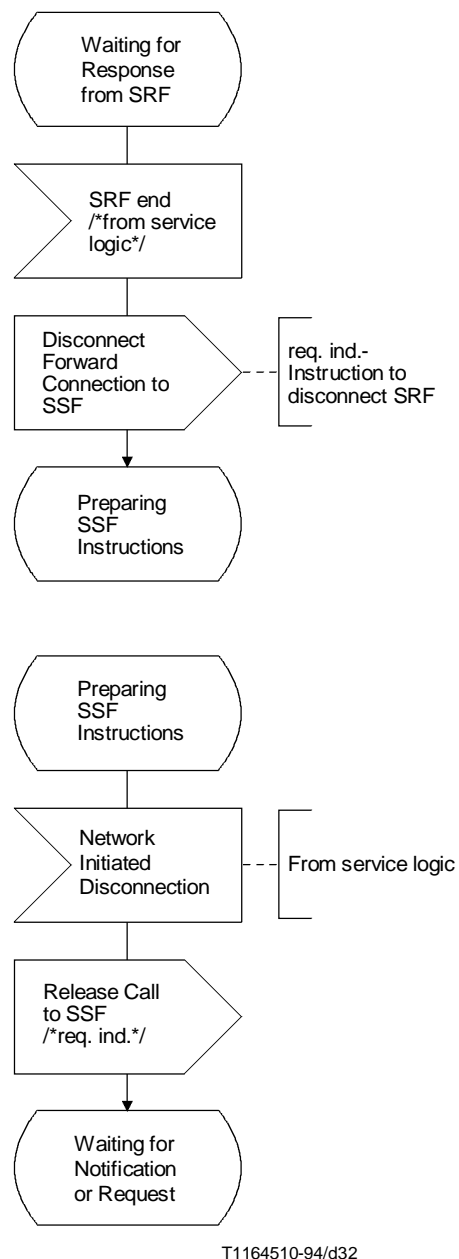 Waiting for
Response
from SRF
SRF end
/*from service
logic*/
Disconnect
Forward
Connection to
SSF
req. ind.-
Instruction to
disconnect SRF
Preparing
SSF
Instructions
Preparing
SSF
Instructions
Network
Initiated
Disconnection
From service logic
Release Call
to SSF
/*req. ind.*/
Waiting for
Notification
or Request
T1164510-94/d32